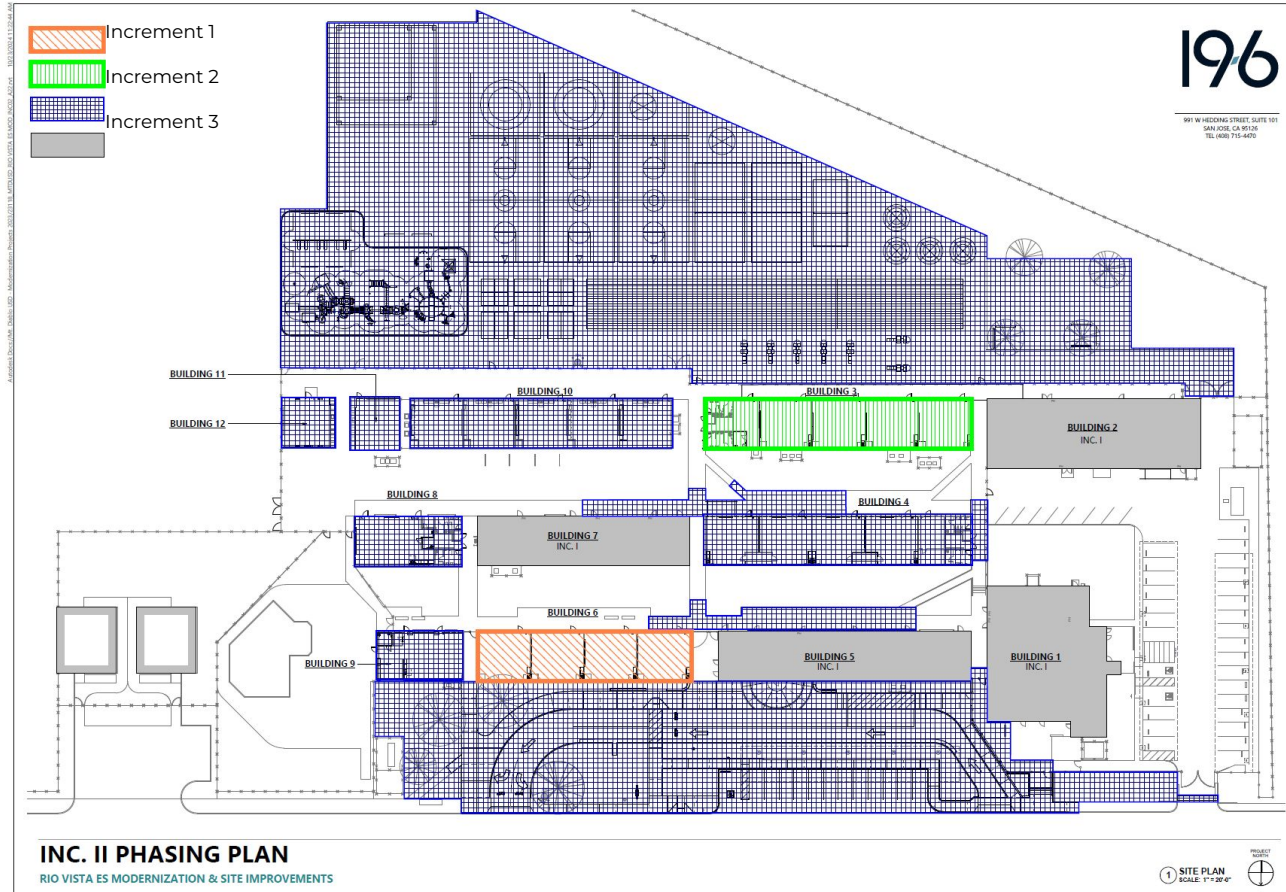 Increment 1
Increment 2
Increment 3
196
991 W HEDDING STREET, SUITE 101
SAN JOSE, CA 95126
TEL (408) 715-4470
BUILDING 11
BUILDING 10
BUILDING 3
BUILDING 12
BUILDING 2
INC. I
BUILDING 8
BUILDING 4
BUILDING 7
INC. I
BUILDING 6
BUILDING 9
BUILDING 5
INC. I
BUILDING 1
INC. I
INC. II PHASING PLAN
RIO VISTA ES MODERNIZATION & SITE IMPROVEMENTS
1 SITE PLAN
SCALE: 1" = 20'-0"
PROJECT
NORTH